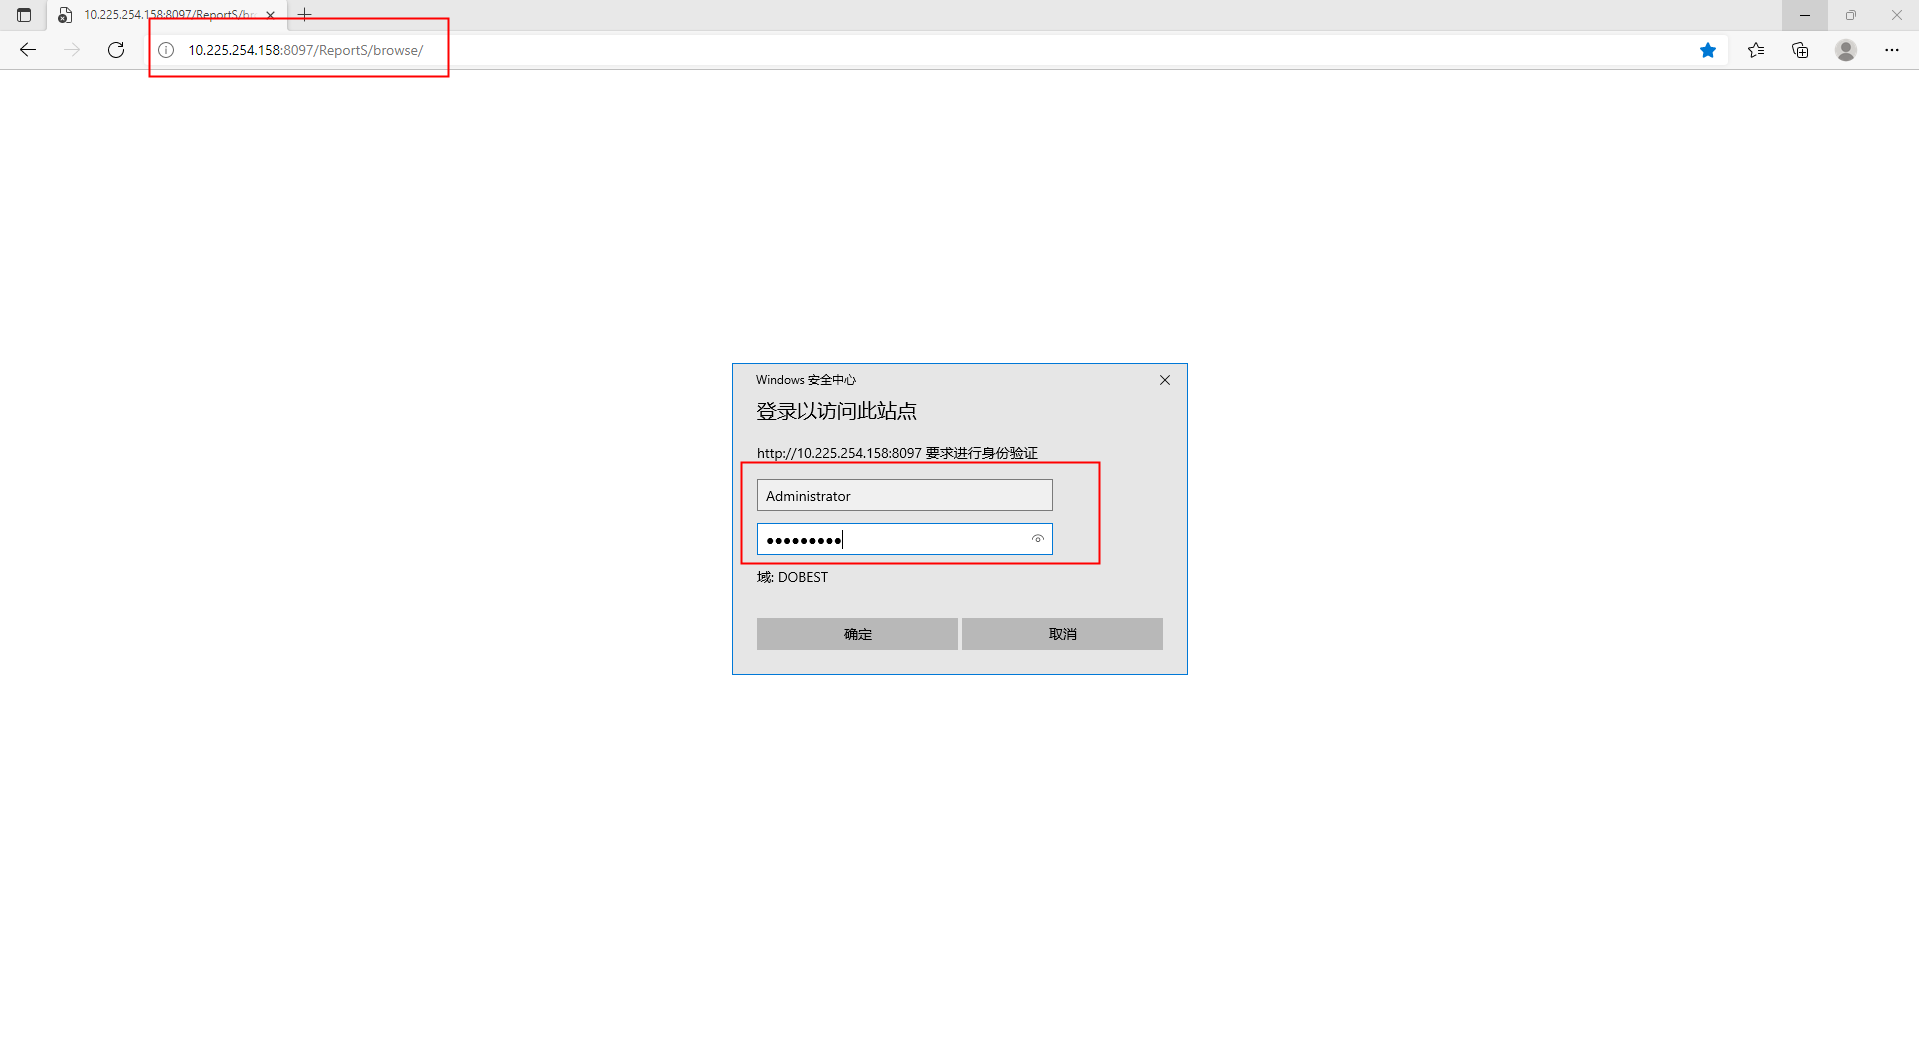 10.225.254.158:8097/ReportS/br
10.225.254.158:8097/ReportS/browse/
Windows 安全中心
登录以访问此站点
http://10.225.254.158:8097 要求进行身份验证
Administrator
●●●●●●●●●
域: DOBEST
确定
取消